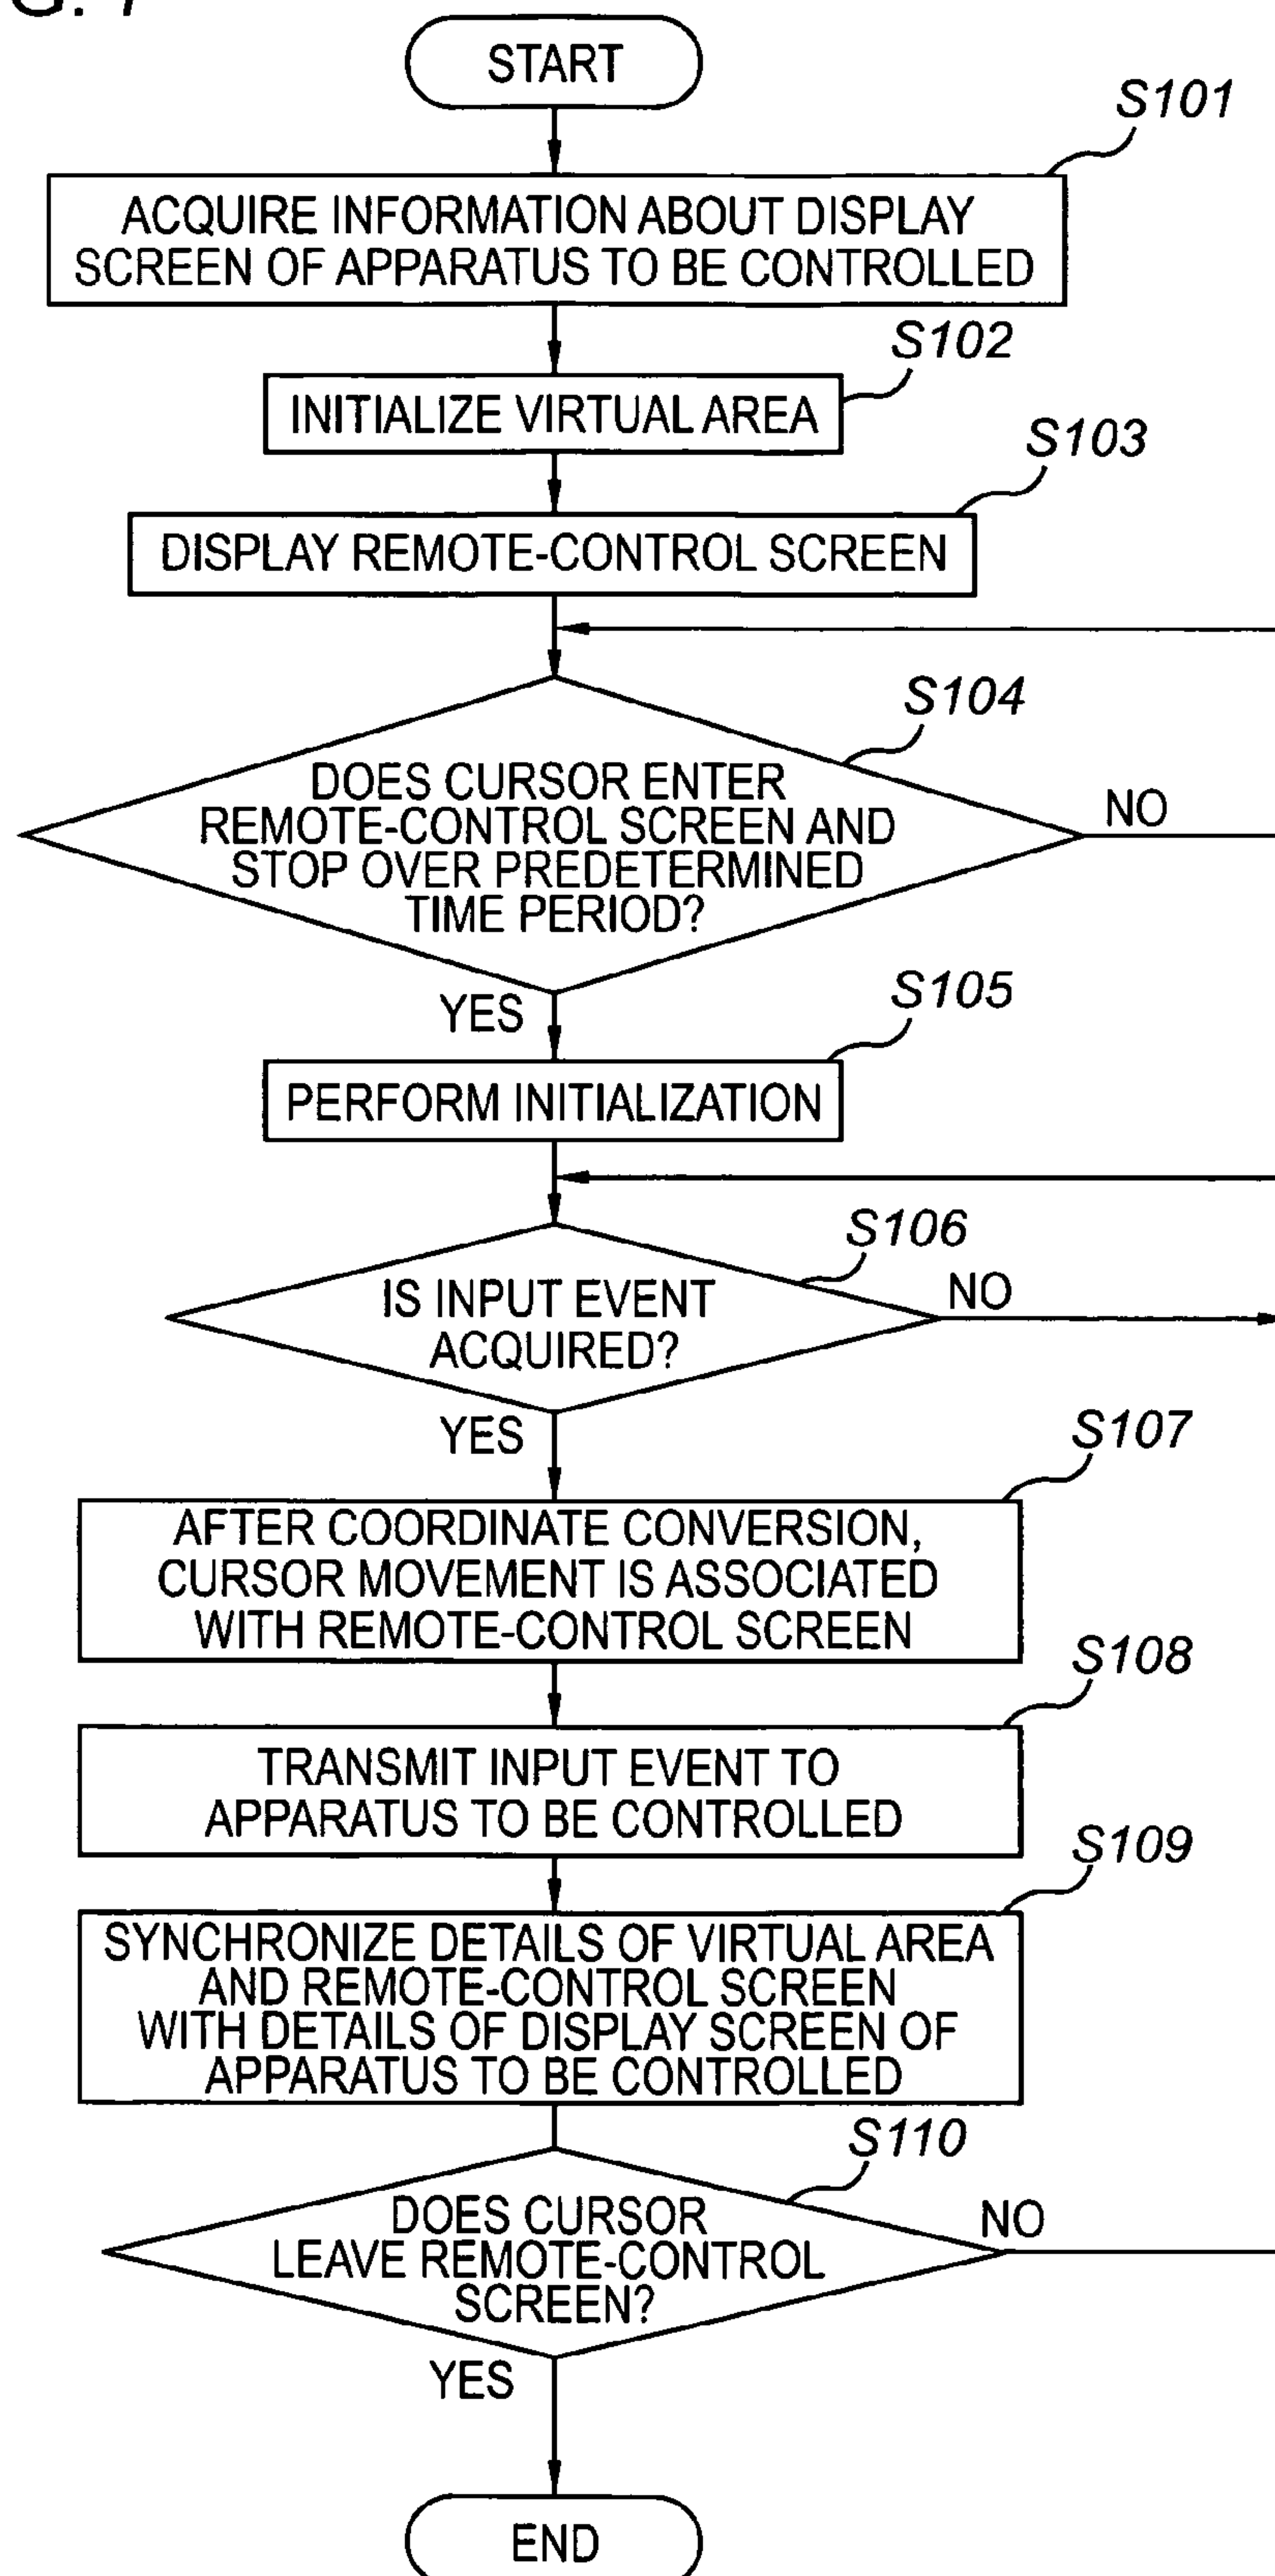 G. 7
START
S101
ACQUIRE INFORMATION ABOUT DISPLAY
SCREEN OF APPARATUS TO BE CONTROLLED
S102
INITIALIZE VIRTUAL AREA
S103
DISPLAY REMOTE-CONTROL SCREEN
S104
DOES CURSOR ENTER
REMOTE-CONTROL SCREEN AND
STOP OVER PREDETERMINED
TIME PERIOD?
NO
YES
S105
PERFORM INITIALIZATION
S106
IS INPUT EVENT
ACQUIRED?
NO
YES
S107
AFTER COORDINATE CONVERSION,
CURSOR MOVEMENT IS ASSOCIATED
WITH REMOTE-CONTROL SCREEN
S108
TRANSMIT INPUT EVENT TO
APPARATUS TO BE CONTROLLED
S109
SYNCHRONIZE DETAILS OF VIRTUAL AREA
AND REMOTE-CONTROL SCREEN
WITH DETAILS OF DISPLAY SCREEN OF
APPARATUS TO BE CONTROLLED
S110
DOES CURSOR
LEAVE REMOTE-CONTROL
SCREEN?
NO
YES
END